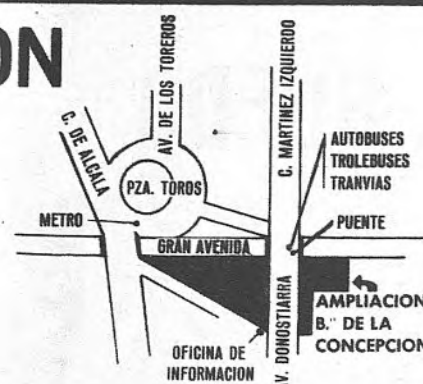 ON
AV. DE LOS TOREROS
C. MARTINEZ IZQUIERDO
C. DE ALCALA
PZA. TOROS
AUTOBUSES
TROLEBUSES
TRANVIAS
METRO
PUENTE
GRAN AVENIDA
AV. DONOSTIARRA
AMPLIACION
B.º DE LA
CONCEPCION
OFICINA DE
INFORMACION